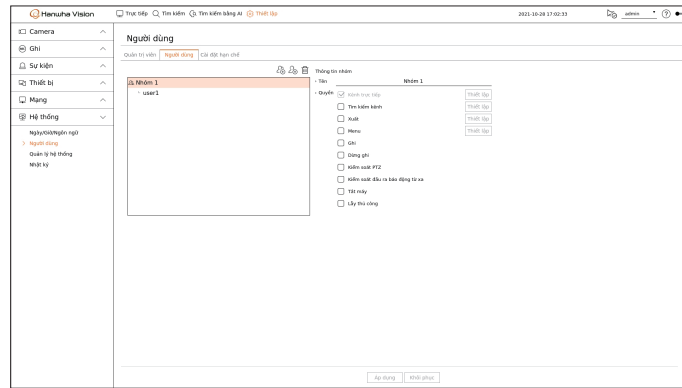 Hanwha Vision
Trực tiếp
Tìm kiếm
Tìm kiếm bằng AI
Thiết lập
2021-10-28 17:02:33
admin
?
Camera
Ghi
Sự kiện
Thiết bị
Mạng
Hệ thống
Ngày/Giờ/Ngôn ngữ
Người dùng
Quản lý hệ thống
Nhật ký
Người dùng
Quản trị viên
Người dùng
Cài đặt hạn chế
Nhóm 1
user1
Thông tin nhóm
Tên
Nhóm 1
Quyền
Kênh trực tiếp
Thiết lập
Tìm kiếm kênh
Thiết lập
Xuất
Thiết lập
Menu
Thiết lập
Ghi
Dừng ghi
Kiểm soát PTZ
Kiểm soát đầu ra báo động từ xa
Tắt máy
Lấy thủ công
Áp dụng
Khôi phục